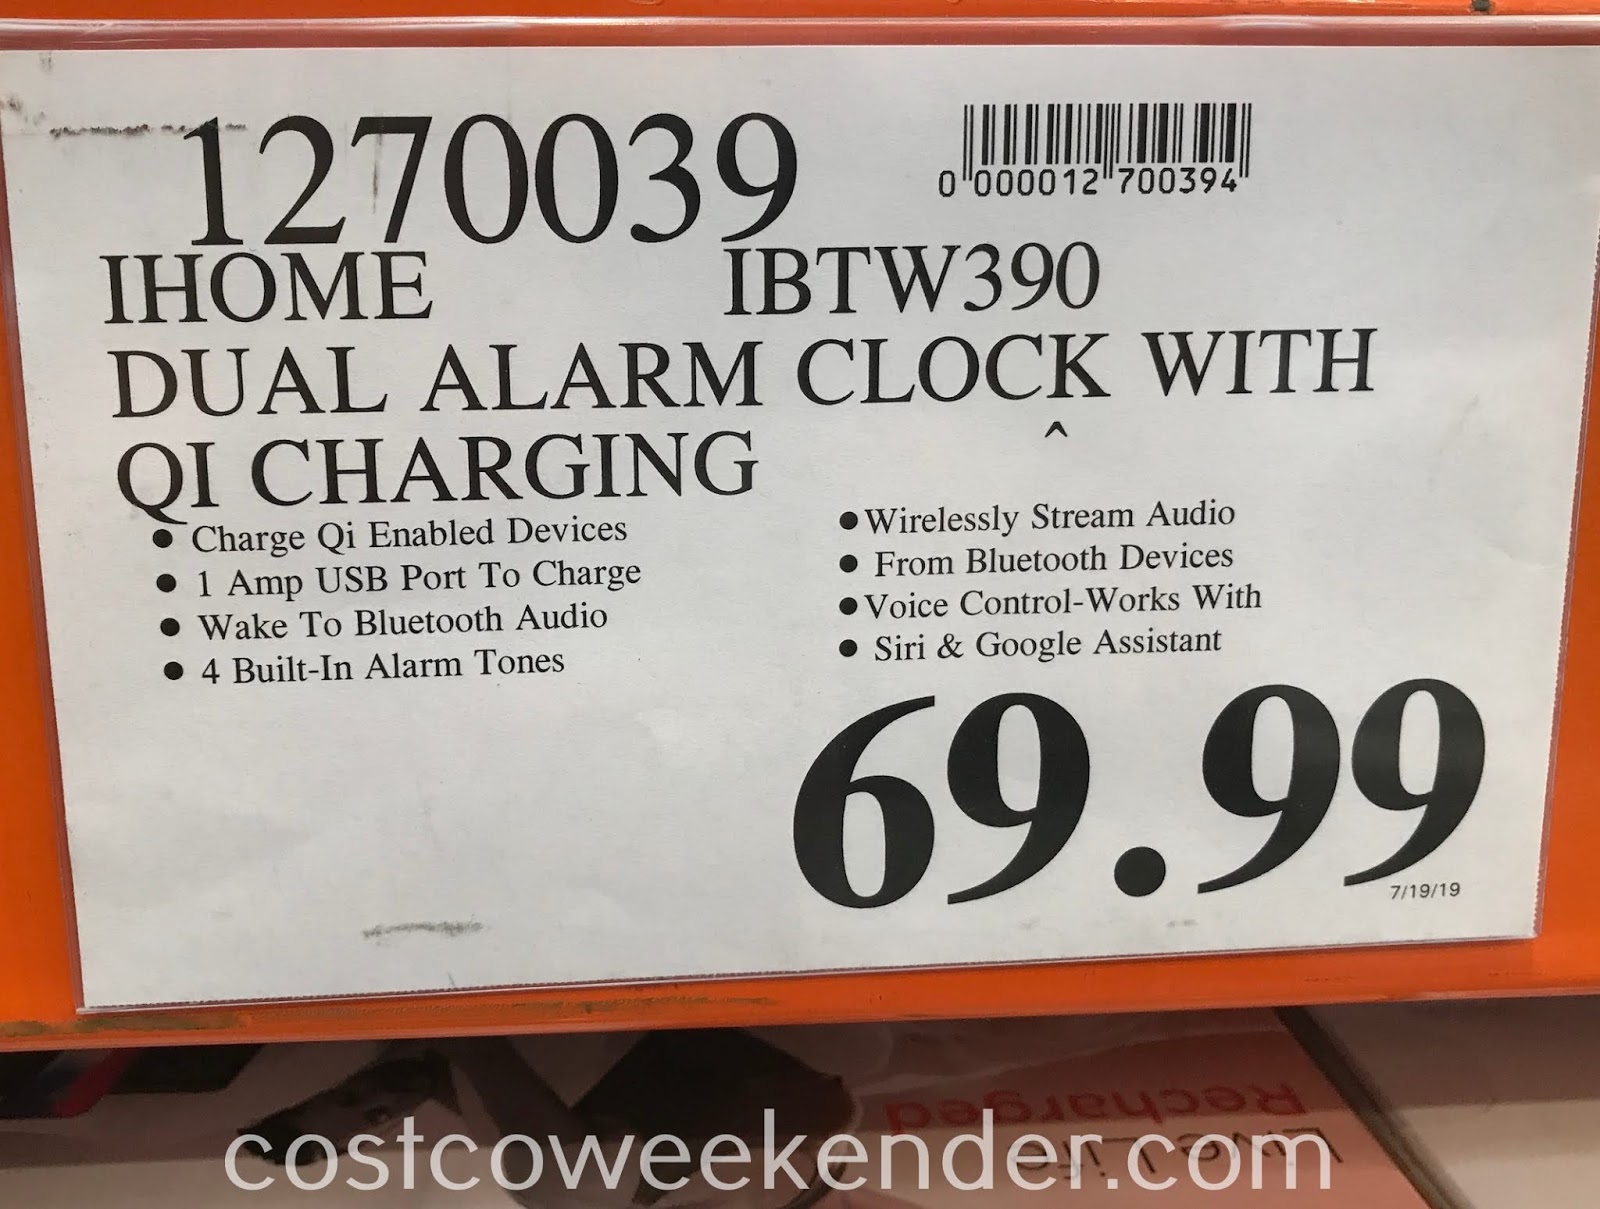 1270039
0 000012 700394
IHOME IBTW390
DUAL ALARM CLOCK WITH
^
QI CHARGING
• Charge Qi Enabled Devices
• 1 Amp USB Port To Charge
• Wake To Bluetooth Audio
• 4 Built-In Alarm Tones
• Wirelessly Stream Audio
• From Bluetooth Devices
• Voice Control-Works With
• Siri & Google Assistant
69.99
7/19/19
Recharged
Live Life
costcoweekender.com